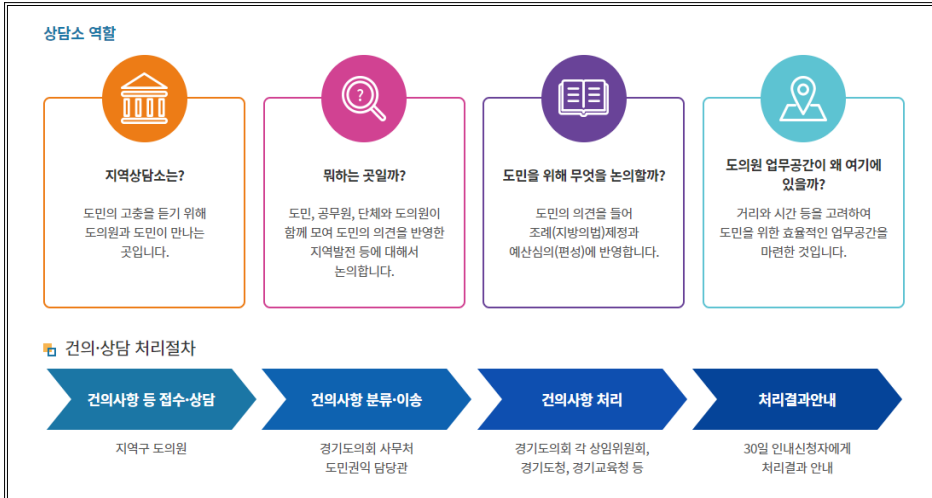 상담소 역할
?
지역상담소는?
도민의 고충을 듣기 위해
도의원과 도민이 만나는
곳입니다.
뭐하는 곳일까?
도민, 공무원, 단체와 도의원이
함께 모여 도민의 의견을 반영한
지역발전 등에 대해서
논의합니다.
도민을 위해 무엇을 논의할까?
도민의 의견을 들어
조례(지방의법)제정과
예산심의(편성)에 반영합니다.
도의원 업무공간이 왜 여기에
있을까?
거리와 시간 등을 고려하여
도민을 위한 효율적인 업무공간을
마련한 것입니다.
건의·상담 처리절차
건의사항 등 접수·상담
지역구 도의원
건의사항 분류·이송
경기도의회 사무처
도민권익 담당관
건의사항 처리
경기도의회 각 상임위원회,
경기도청, 경기교육청 등
처리결과안내
30일 인내신청자에게
처리결과 안내